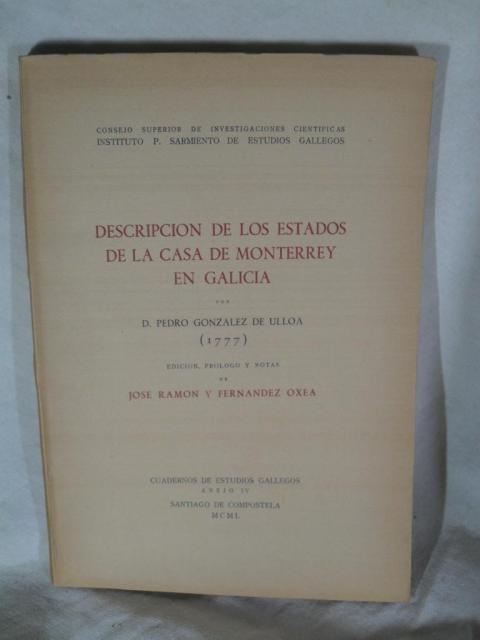 CONSEJO SUPERIOR DE INVESTIGACIONES CIENTIFICAS
INSTITUTO P. SARMIENTO DE ESTUDIOS GALLEGOS
DESCRIPCION DE LOS ESTADOS
DE LA CASA DE MONTERREY
EN GALICIA
POR
D. PEDRO GONZALEZ DE ULLOA
(1777)
EDICION, PROLOGO Y NOTAS
DE
JOSE RAMON Y FERNANDEZ OXEA
CUADERNOS DE ESTUDIOS GALLEGOS
ANEJO IV
SANTIAGO DE COMPOSTELA
MCML